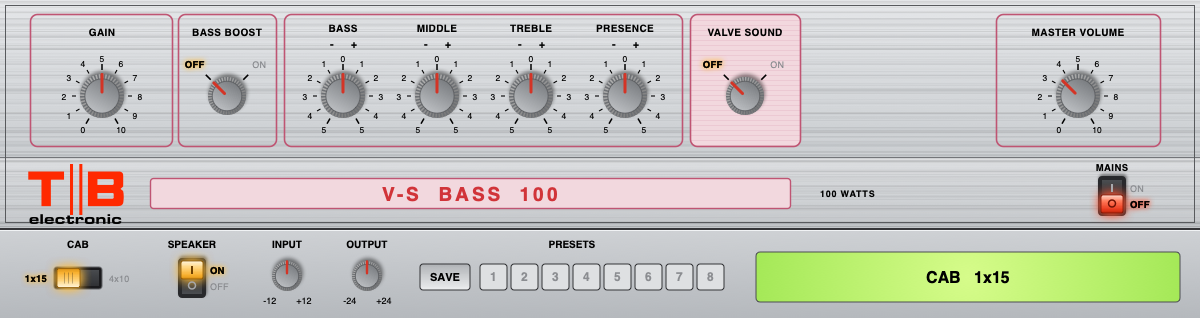 GAIN
0 1 2 3 4 5 6 7 8 9 10
BASS BOOST
OFF ON
BASS
- +
5 4 3 2 1 0 1 2 3 4 5
MIDDLE
- +
5 4 3 2 1 0 1 2 3 4 5
TREBLE
- +
5 4 3 2 1 0 1 2 3 4 5
PRESENCE
- +
5 4 3 2 1 0 1 2 3 4 5
VALVE SOUND
OFF ON
MASTER VOLUME
0 1 2 3 4 5 6 7 8 9 10
T||B
electronic
V-S BASS 100
100 WATTS
MAINS
I ON
O OFF
CAB
1x15 4x10
SPEAKER
I ON
O OFF
INPUT
-12 +12
OUTPUT
-24 +24
PRESETS
SAVE 1 2 3 4 5 6 7 8
CAB 1x15